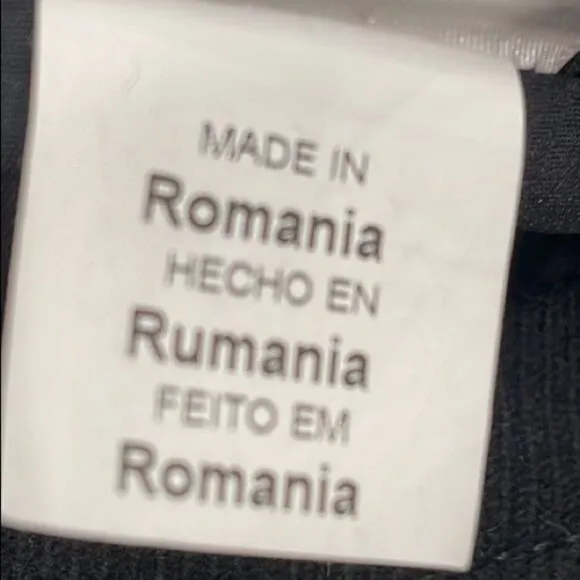 MADE IN
Romania
HECHO EN
Rumania
FEITO EM
Romania